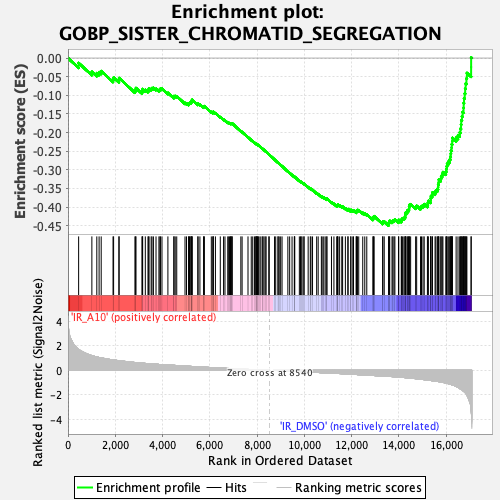 Enrichment plot:
GOBP_SISTER_CHROMATID_SEGREGATION
Enrichment score (ES)
0.00
-0.05
-0.10
-0.15
-0.20
-0.25
-0.30
-0.35
-0.40
-0.45
'IR_A10' (positively correlated)
Ranked list metric (Signal2Noise)
4
2
0
-2
-4
Zero cross at 8540
'IR_DMSO' (negatively correlated)
0
2,000
4,000
6,000
8,000
10,000
12,000
14,000
16,000
Rank in Ordered Dataset
Enrichment profile
Hits
Ranking metric scores